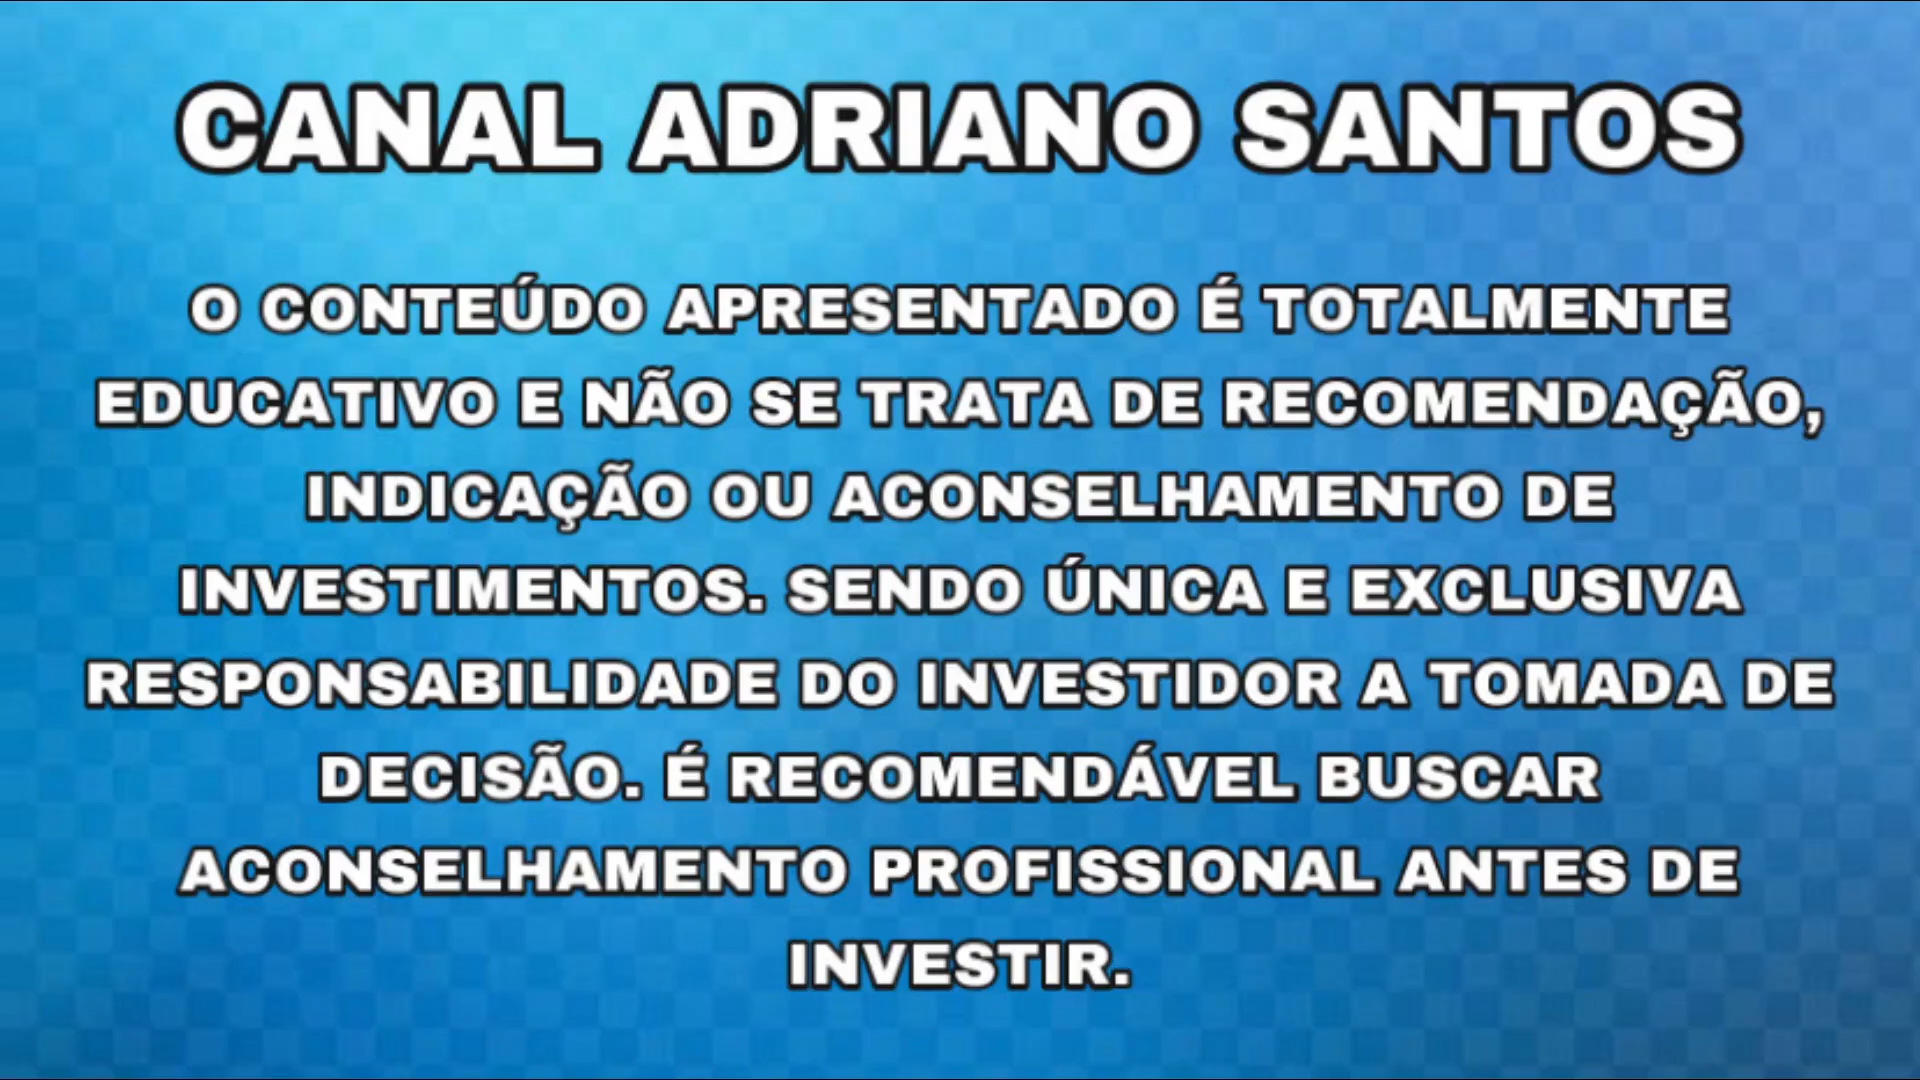 CANAL ADRIANO SANTOS
O CONTEÚDO APRESENTADO É TOTALMENTE
EDUCATIVO E NÃO SE TRATA DE RECOMENDAÇÃO,
INDICAÇÃO OU ACONSELHAMENTO DE
INVESTIMENTOS. SENDO ÚNICA E EXCLUSIVA
RESPONSABILIDADE DO INVESTIDOR A TOMADA DE
DECISÃO. É RECOMENDÁVEL BUSCAR
ACONSELHAMENTO PROFISSIONAL ANTES DE
INVESTIR.